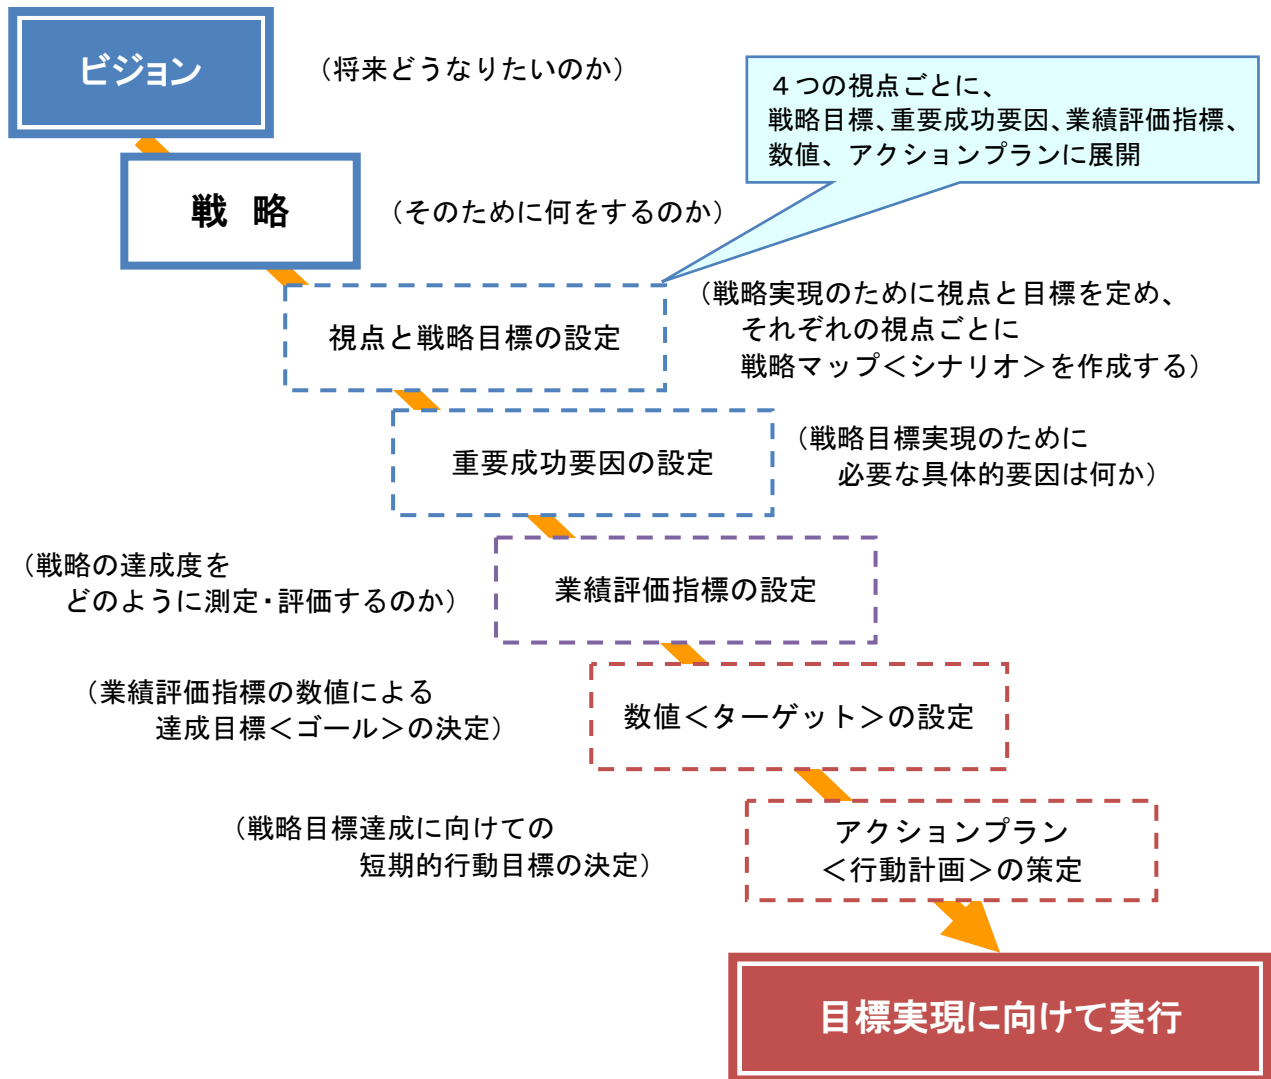 ビジョン
（将来どうなりたいのか）
４つの視点ごとに、
戦略目標、重要成功要因、業績評価指標、
数値、アクションプランに展開
戦　略
（そのために何をするのか）
視点と戦略目標の設定
（戦略実現のために視点と目標を定め、
それぞれの視点ごとに
戦略マップ＜シナリオ＞を作成する）
重要成功要因の設定
（戦略目標実現のために
必要な具体的要因は何か）
（戦略の達成度を
どのように測定・評価するのか）
業績評価指標の設定
（業績評価指標の数値による
達成目標＜ゴール＞の決定）
数値＜ターゲット＞の設定
（戦略目標達成に向けての
短期的行動目標の決定）
アクションプラン
＜行動計画＞の策定
目標実現に向けて実行